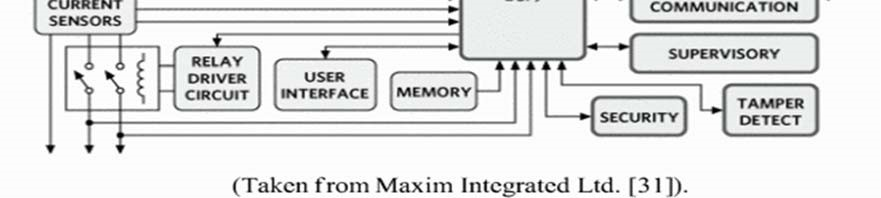 CURRENT
SENSORS
COMMUNICATION
SUPERVISORY
RELAY
DRIVER
CIRCUIT
USER
INTERFACE
MEMORY
SECURITY
TAMPER
DETECT
(Taken from Maxim Integrated Ltd. [31]).